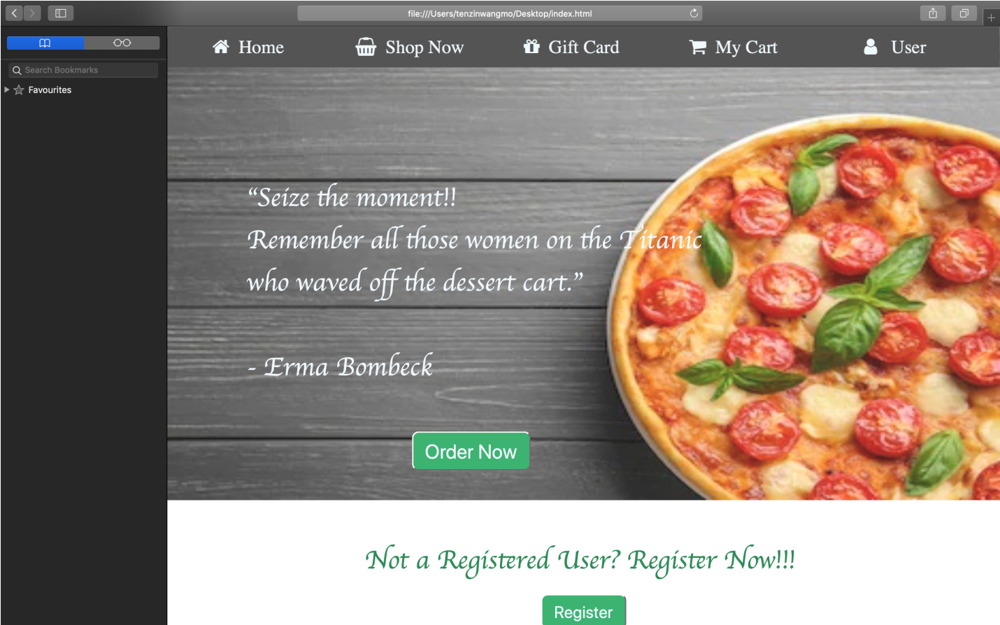 file:///Users/tenzinwangmo/Desktop/index.html
Search Bookmarks
Favourites
Home Shop Now Gift Card My Cart User
“Seize the moment!!
Remember all those women on the Titanic
who waved off the dessert cart.”
- Erma Bombeck
Order Now
Not a Registered User? Register Now!!!
Register